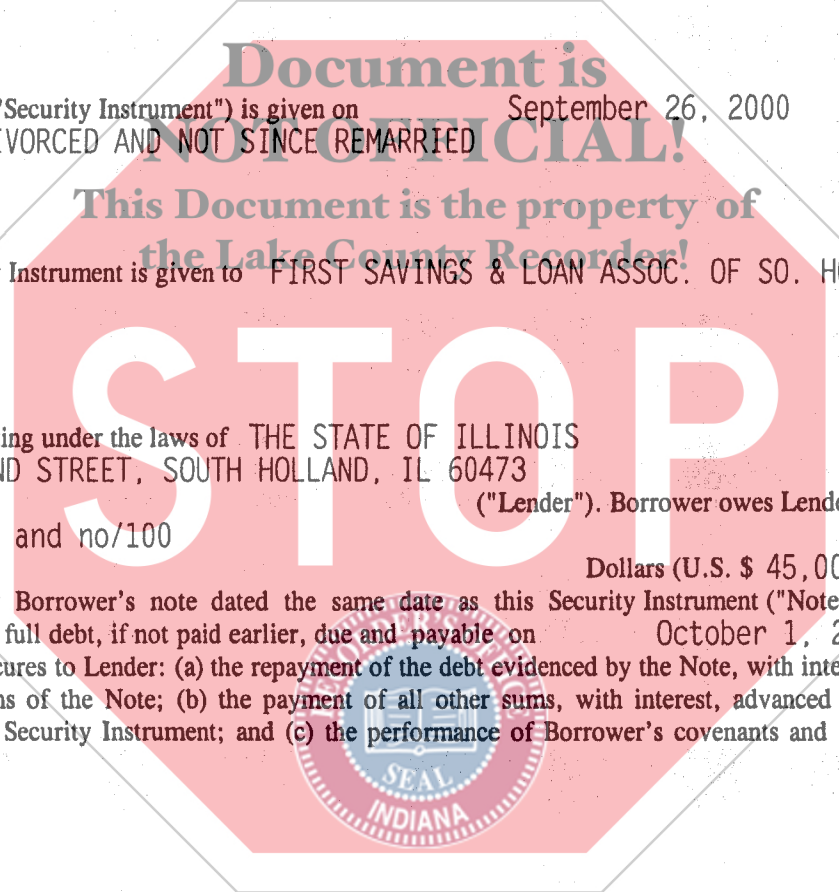 Document is
"Security Instrument") is given on September 26, 2000
VORCED AND NOT SINCE REMARRIED
NOT OFFICIAL!
This Document is the property of
the Lake County Recorder!
Instrument is given to FIRST SAVINGS & LOAN ASSOC. OF SO. H
STOP
ing under the laws of THE STATE OF ILLINOIS
ND STREET, SOUTH HOLLAND, IL 60473
("Lender"). Borrower owes Lend
and no/100
Dollars (U.S. $ 45,00
Borrower's note dated the same date as this Security Instrument ("Note
full debt, if not paid earlier, due and payable on October 1, 2
cures to Lender: (a) the repayment of the debt evidenced by the Note, with inte
ns of the Note; (b) the payment of all other sums, with interest, advanced
Security Instrument; and (c) the performance of Borrower's covenants and
SEAL
INDIANA